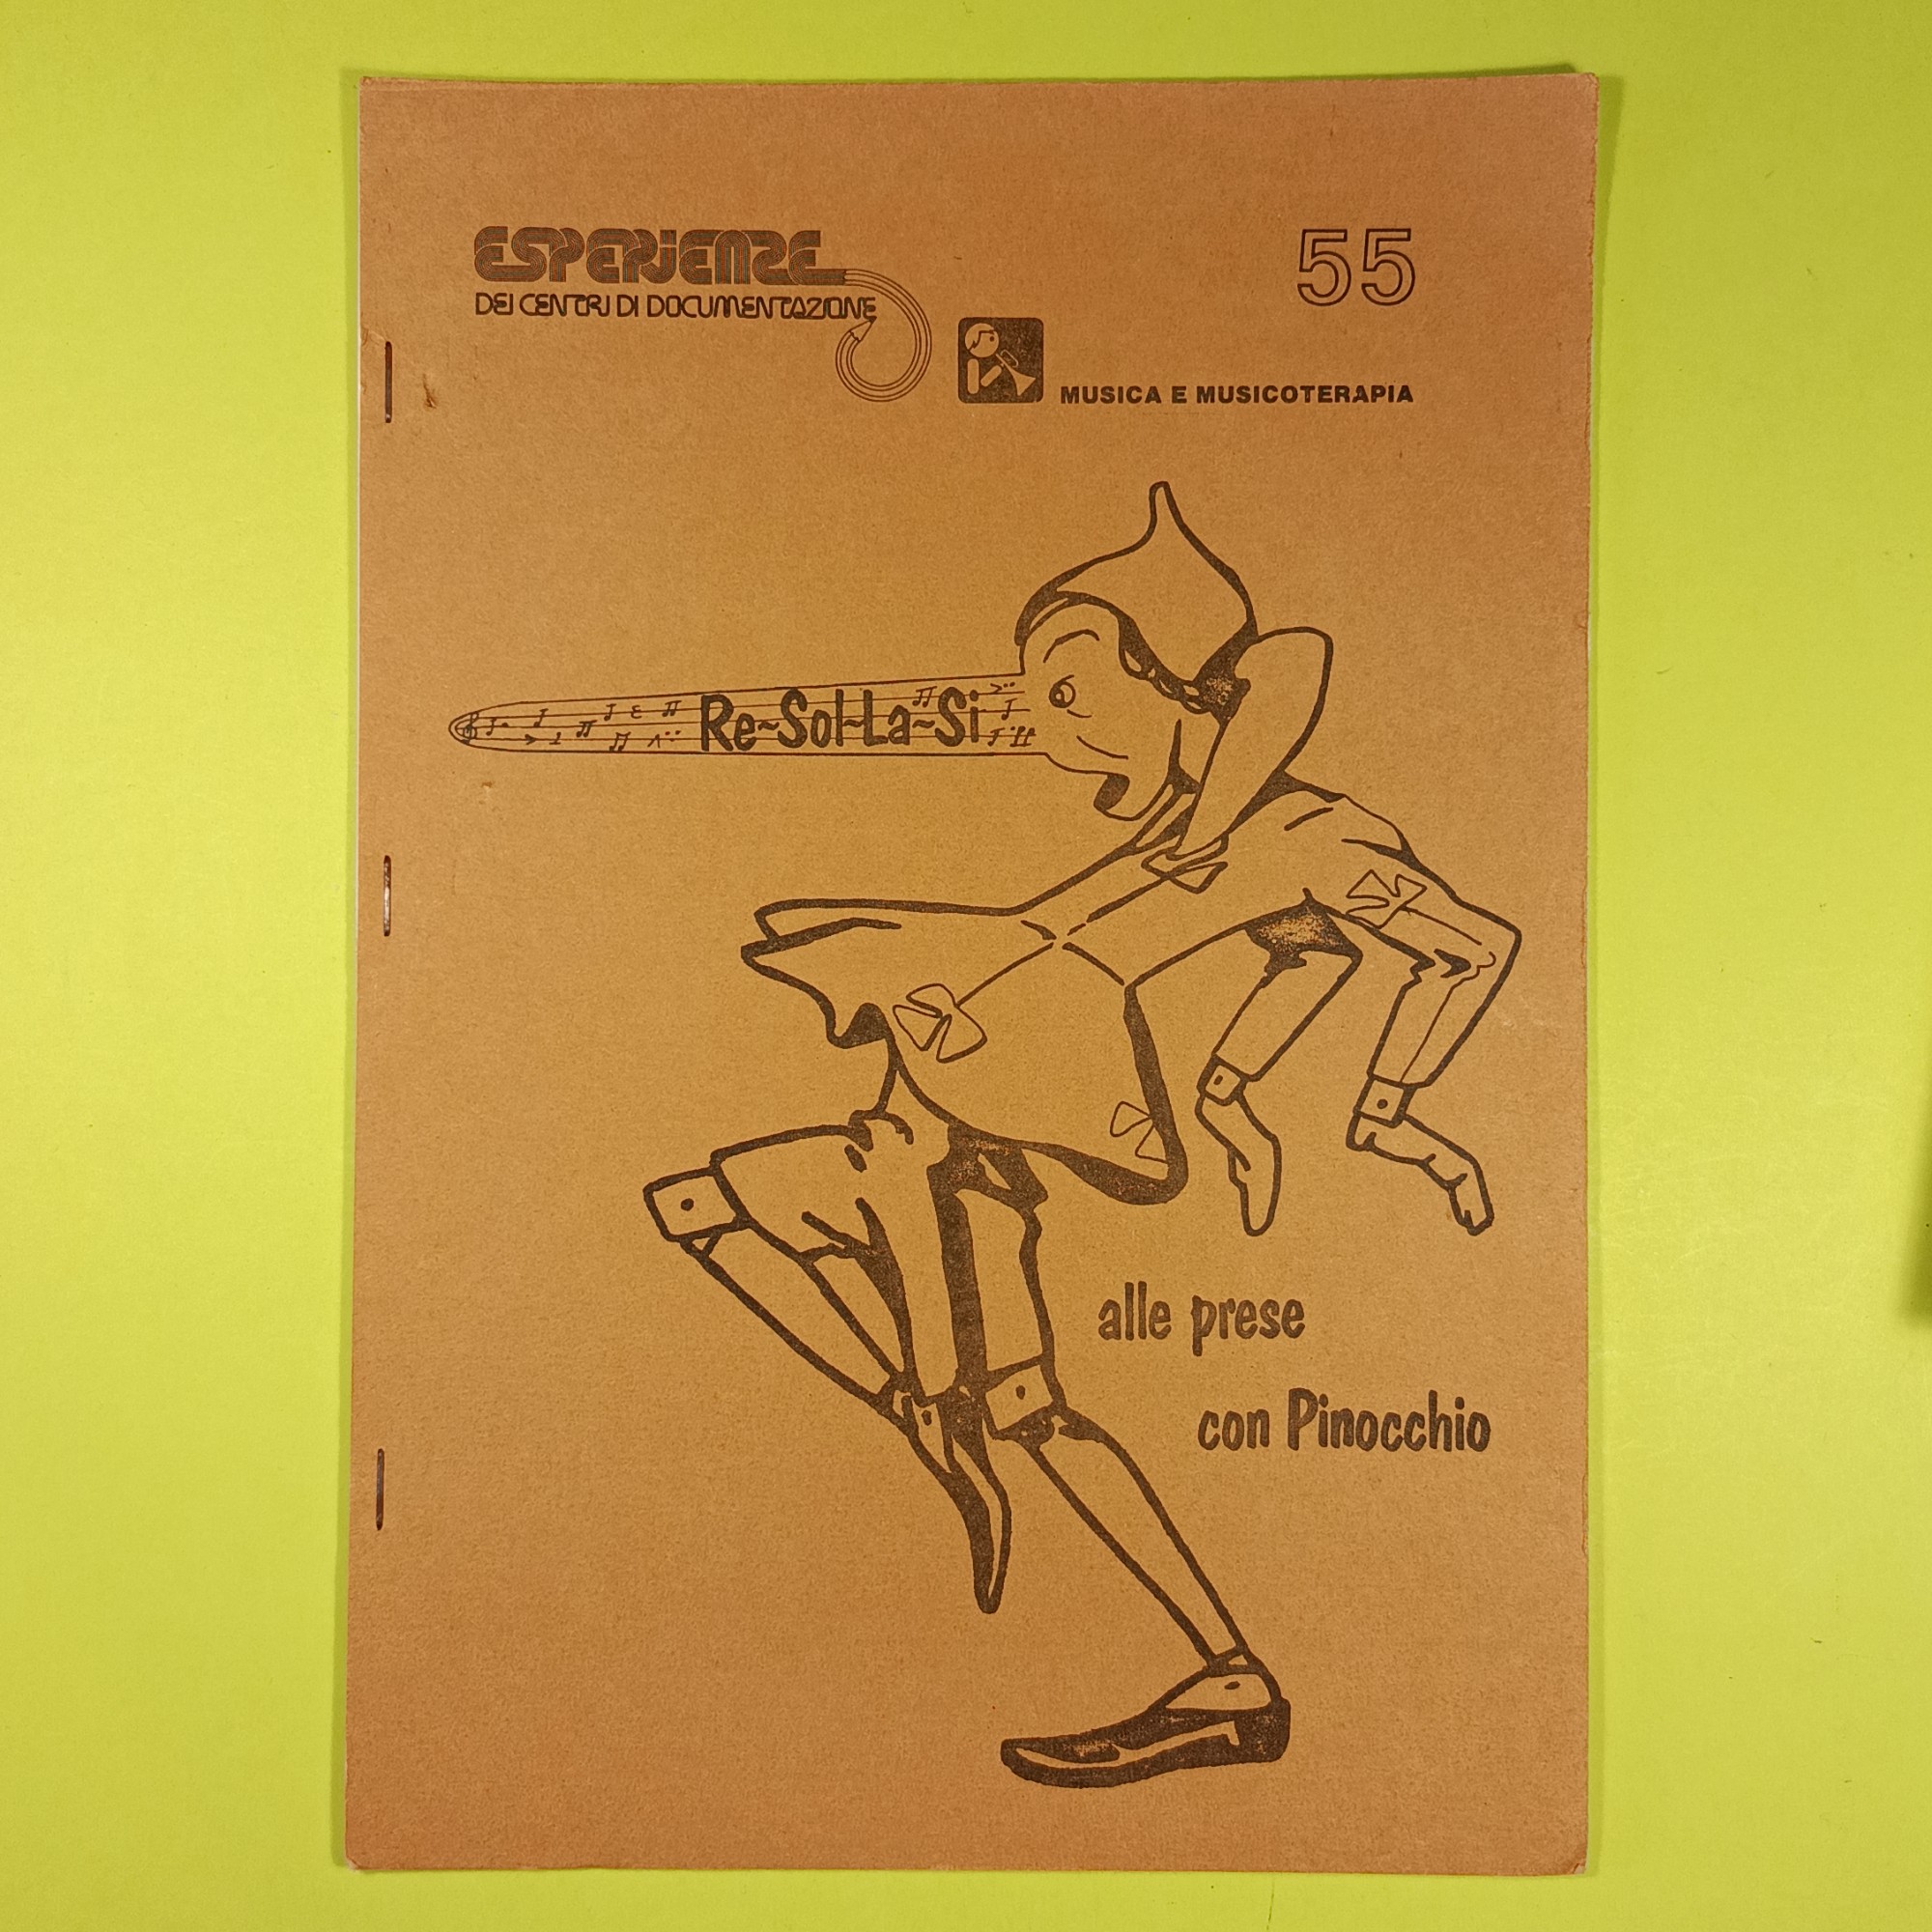 ESPERIENZE
DEI CENTRI DI DOCUMENTAZIONE
55
MUSICA E MUSICOTERAPIA
Re~Sol~La~Si
alle prese
con Pinocchio